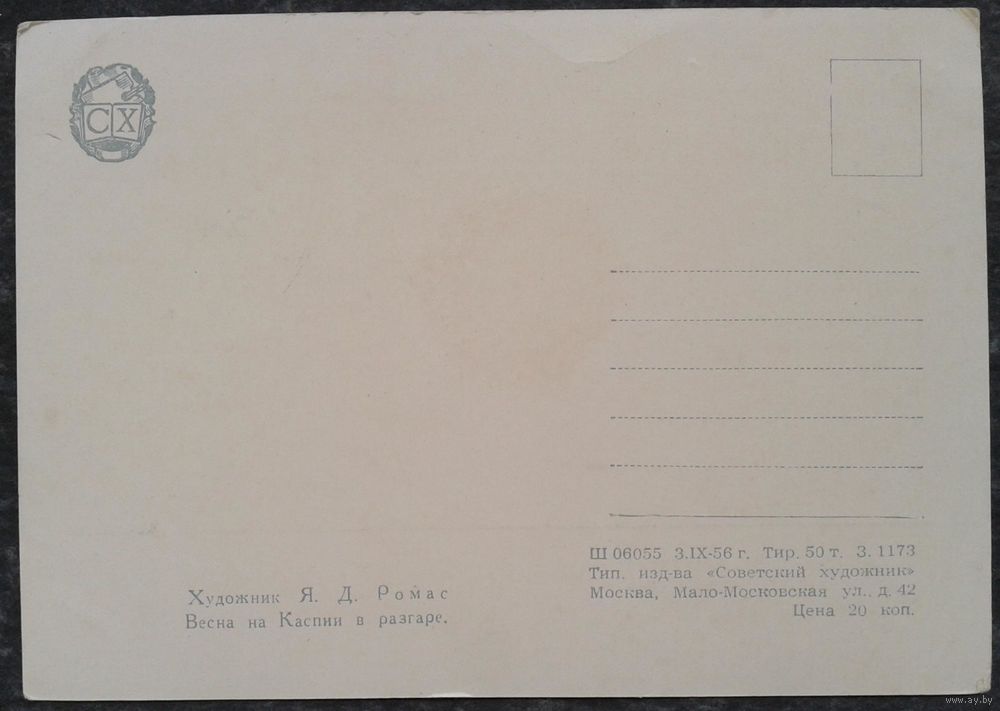 СХ
Ш 06055 3.IX-56 г. Тир. 50 т. З. 1173
Тип. изд-ва «Советский художник»
Москва, Мало-Московская ул., д. 42
Цена 20 коп.
Художник Я. Д. Ромас
Весна на Каспии в разгаре.
www.ay.by